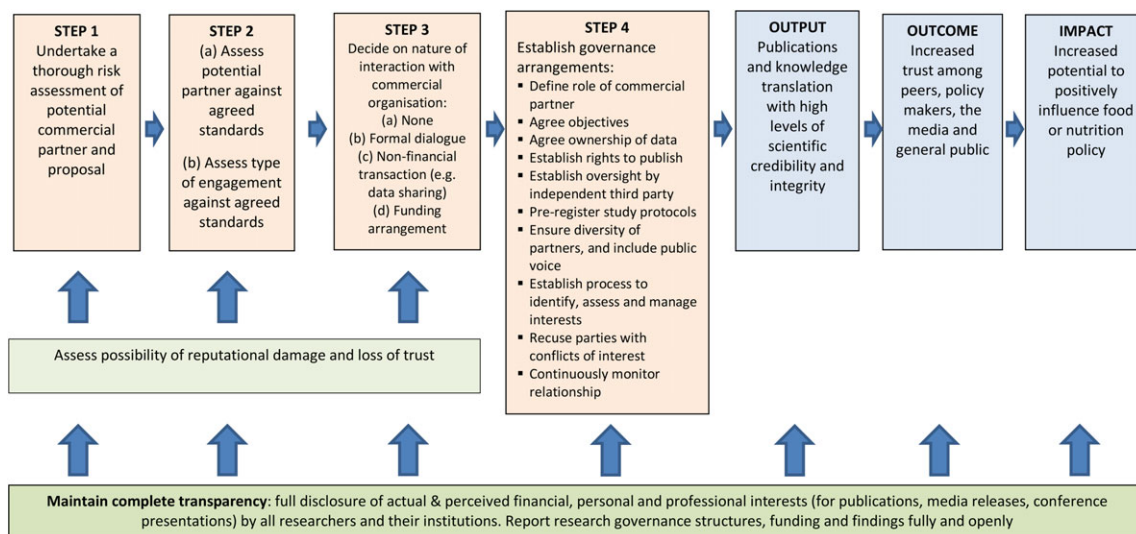 STEP 1
Undertake a
thorough risk
assessment of
potential
commercial
partner and
proposal
STEP 2
(a) Assess
potential
partner against
agreed
standards
(b) Assess type
of engagement
against agreed
standards
STEP 3
Decide on nature of
interaction with
commercial
organisation:
(a) None
(b) Formal dialogue
(c) Non-financial
transaction (e.g.
data sharing)
(d) Funding
arrangement
STEP 4
Establish governance
arrangements:
▪ Define role of commercial
partner
▪ Agree objectives
▪ Agree ownership of data
▪ Establish rights to publish
▪ Establish oversight by
independent third party
▪ Pre-register study protocols
▪ Ensure diversity of
partners, and include public
voice
▪ Establish process to
identify, assess and manage
interests
▪ Recuse parties with
conflicts of interest
▪ Continuously monitor
relationship
OUTPUT
Publications
and knowledge
translation
with high
levels of
scientific
credibility and
integrity
OUTCOME
Increased
trust among
peers, policy
makers, the
media and
general public
IMPACT
Increased
potential to
positively
influence food
or nutrition
policy
Assess possibility of reputational damage and loss of trust
Maintain complete transparency: full disclosure of actual & perceived financial, personal and professional interests (for publications, media releases, conference
presentations) by all researchers and their institutions. Report research governance structures, funding and findings fully and openly